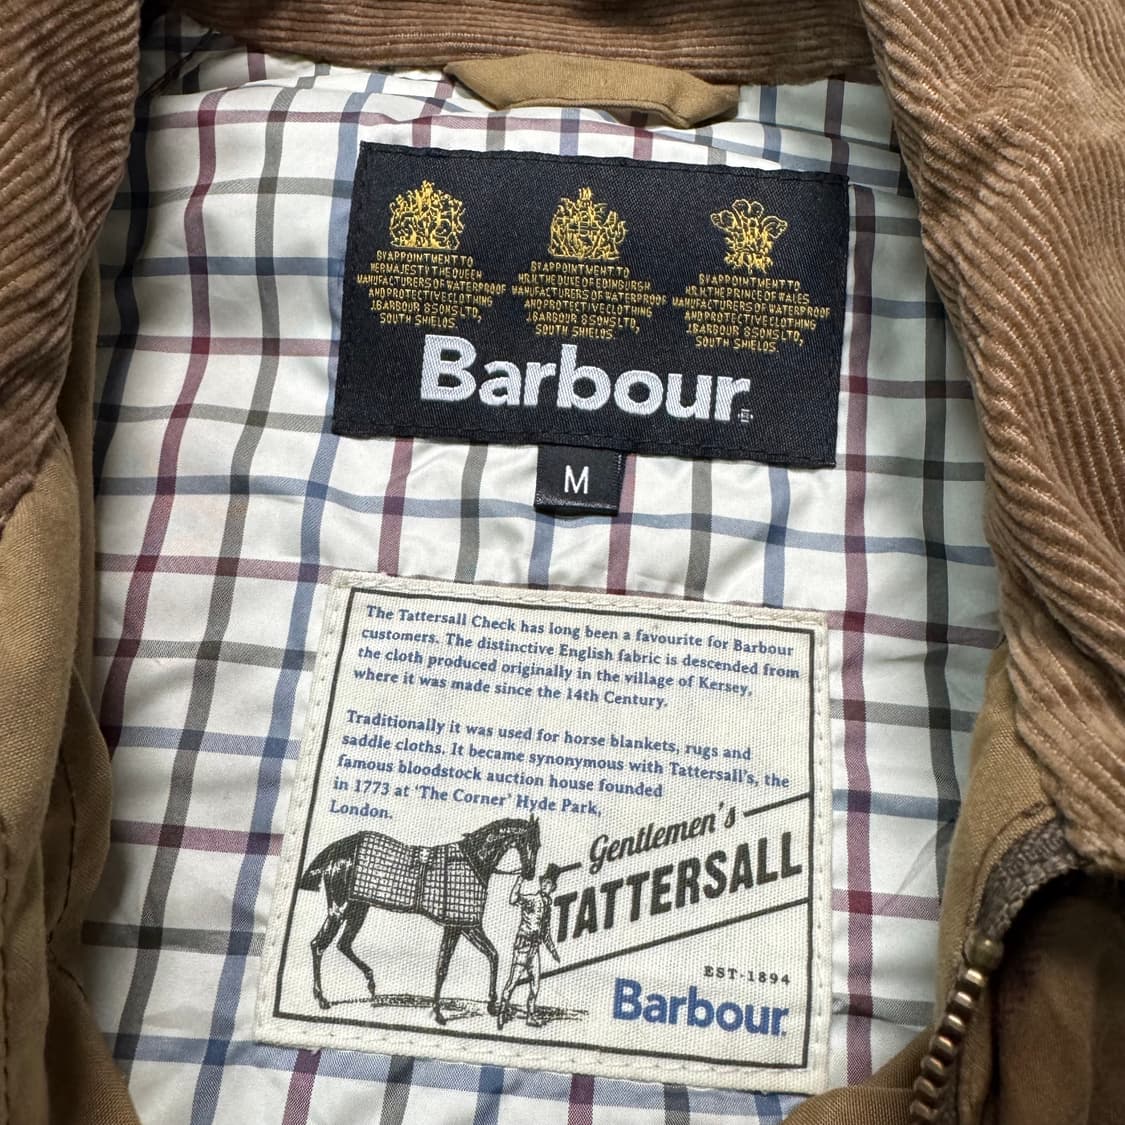 BY APPOINTMENT TO
HER MAJESTY THE QUEEN
MANUFACTURERS OF WATERPROOF
AND PROTECTIVE CLOTHING
J.BARBOUR & SONS LTD,
SOUTH SHIELDS.
BY APPOINTMENT TO
H.R.H. THE DUKE OF EDINBURGH
MANUFACTURERS OF WATERPROOF
AND PROTECTIVE CLOTHING
J.BARBOUR & SONS LTD,
SOUTH SHIELDS.
BY APPOINTMENT TO
H.R.H. THE PRINCE OF WALES
MANUFACTURERS OF WATERPROOF
AND PROTECTIVE CLOTHING
J.BARBOUR & SONS LTD,
SOUTH SHIELDS.
Barbour
M
The Tattersall Check has long been a favourite for Barbour
customers. The distinctive English fabric is descended from
the cloth produced originally in the village of Kersey,
where it was made since the 14th Century.
Traditionally it was used for horse blankets, rugs and
saddle cloths. It became synonymous with Tattersall's, the
famous bloodstock auction house founded
in 1773 at 'The Corner' Hyde Park,
London.
Gentlemen's
TATTERSALL
EST·1894
Barbour